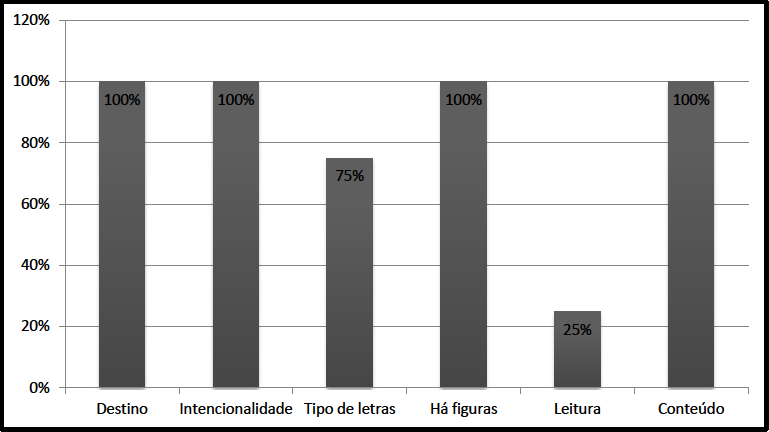 120%
100%
80%
60%
40%
20%
0%
100%
100%
75%
100%
25%
100%
Destino
Intencionalidade
Tipo de letras
Há figuras
Leitura
Conteúdo